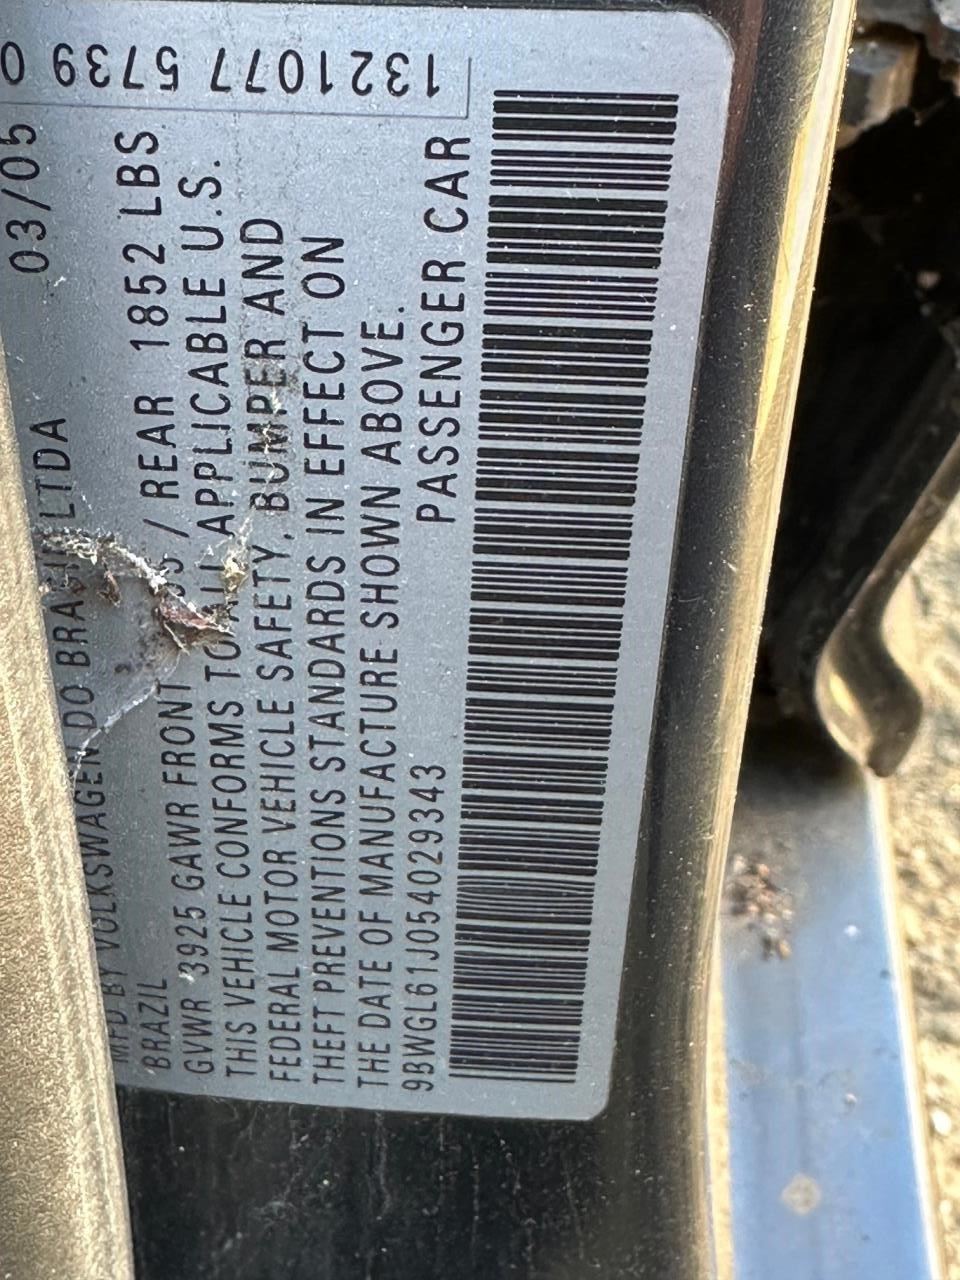 MFD BY VOLKSWAGEN DO BRASIL LTDA 03/05
BRAZIL
GVWR 3925 GAWR FRONT / REAR 1852 LBS
THIS VEHICLE CONFORMS TO ALL APPLICABLE U.S.
FEDERAL MOTOR VEHICLE SAFETY, BUMPER AND
THEFT PREVENTIONS STANDARDS IN EFFECT ON
THE DATE OF MANUFACTURE SHOWN ABOVE.
9BWGL61J054029343 PASSENGER CAR
1321077 5739 0